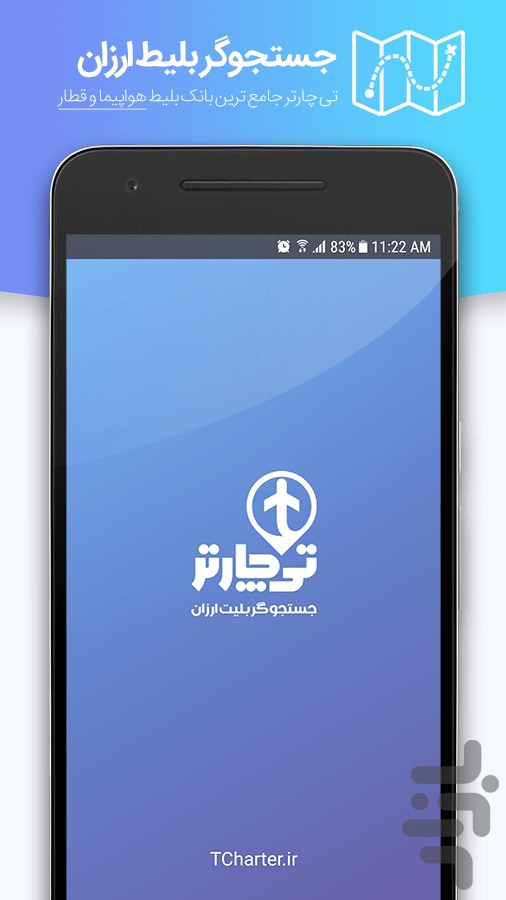 جستجوگر بلیط ارزان
تی چارتر جامع ترین بانک بلیط هواپیما و قطار
83% 11:22 AM
تی چارتر
جستجوگر بلیت ارزان
TCharter.ir
بازار